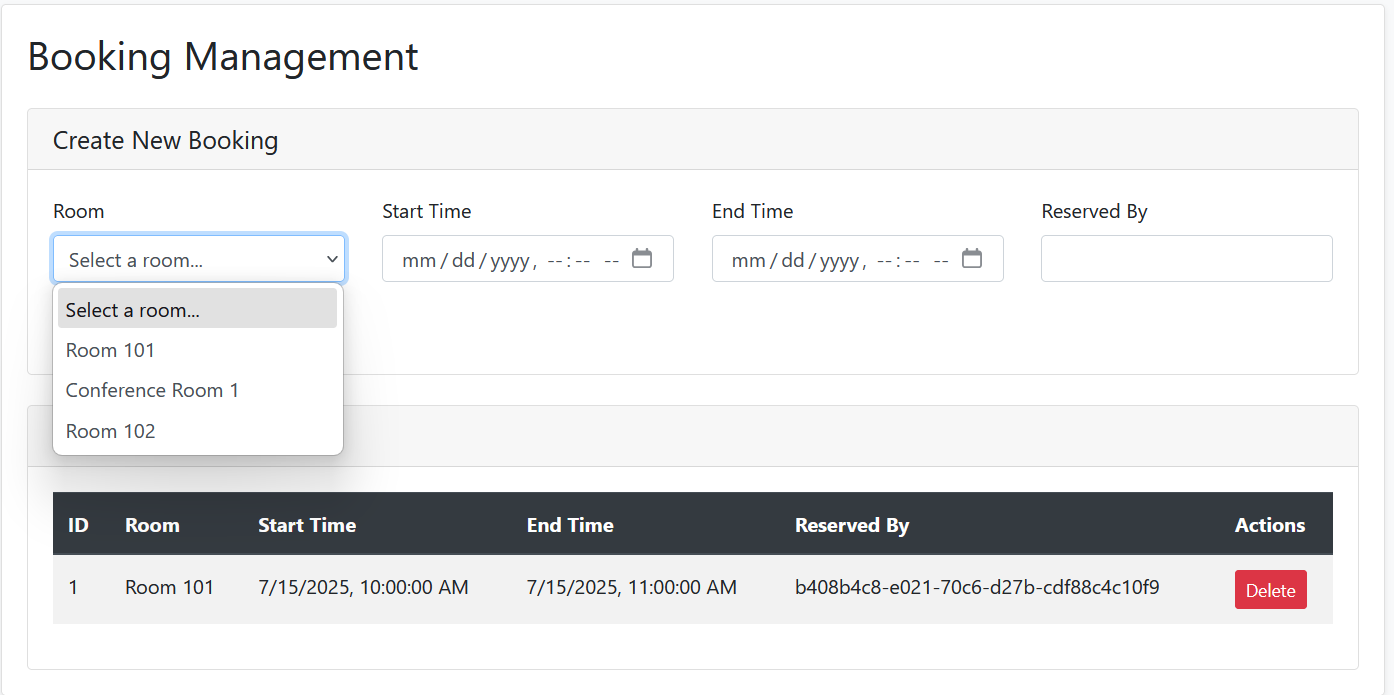 Booking Management
Create New Booking
Room Start Time End Time Reserved By
Select a room... mm/dd/yyyy, --:-- -- mm/dd/yyyy, --:-- --
Select a room...
Room 101
Conference Room 1
Room 102
ID Room Start Time End Time Reserved By Actions
1 Room 101 7/15/2025, 10:00:00 AM 7/15/2025, 11:00:00 AM b408b4c8-e021-70c6-d27b-cdf88c4c10f9 Delete